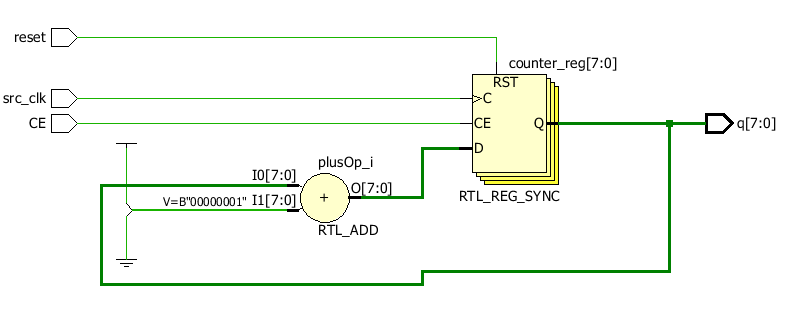 reset
counter_reg[7:0]
RST
src_clk
C
CE
CE
Q
q[7:0]
D
plusOp_i
I0[7:0]
O[7:0]
V=B"00000001" I1[7:0]
+
RTL_REG_SYNC
RTL_ADD